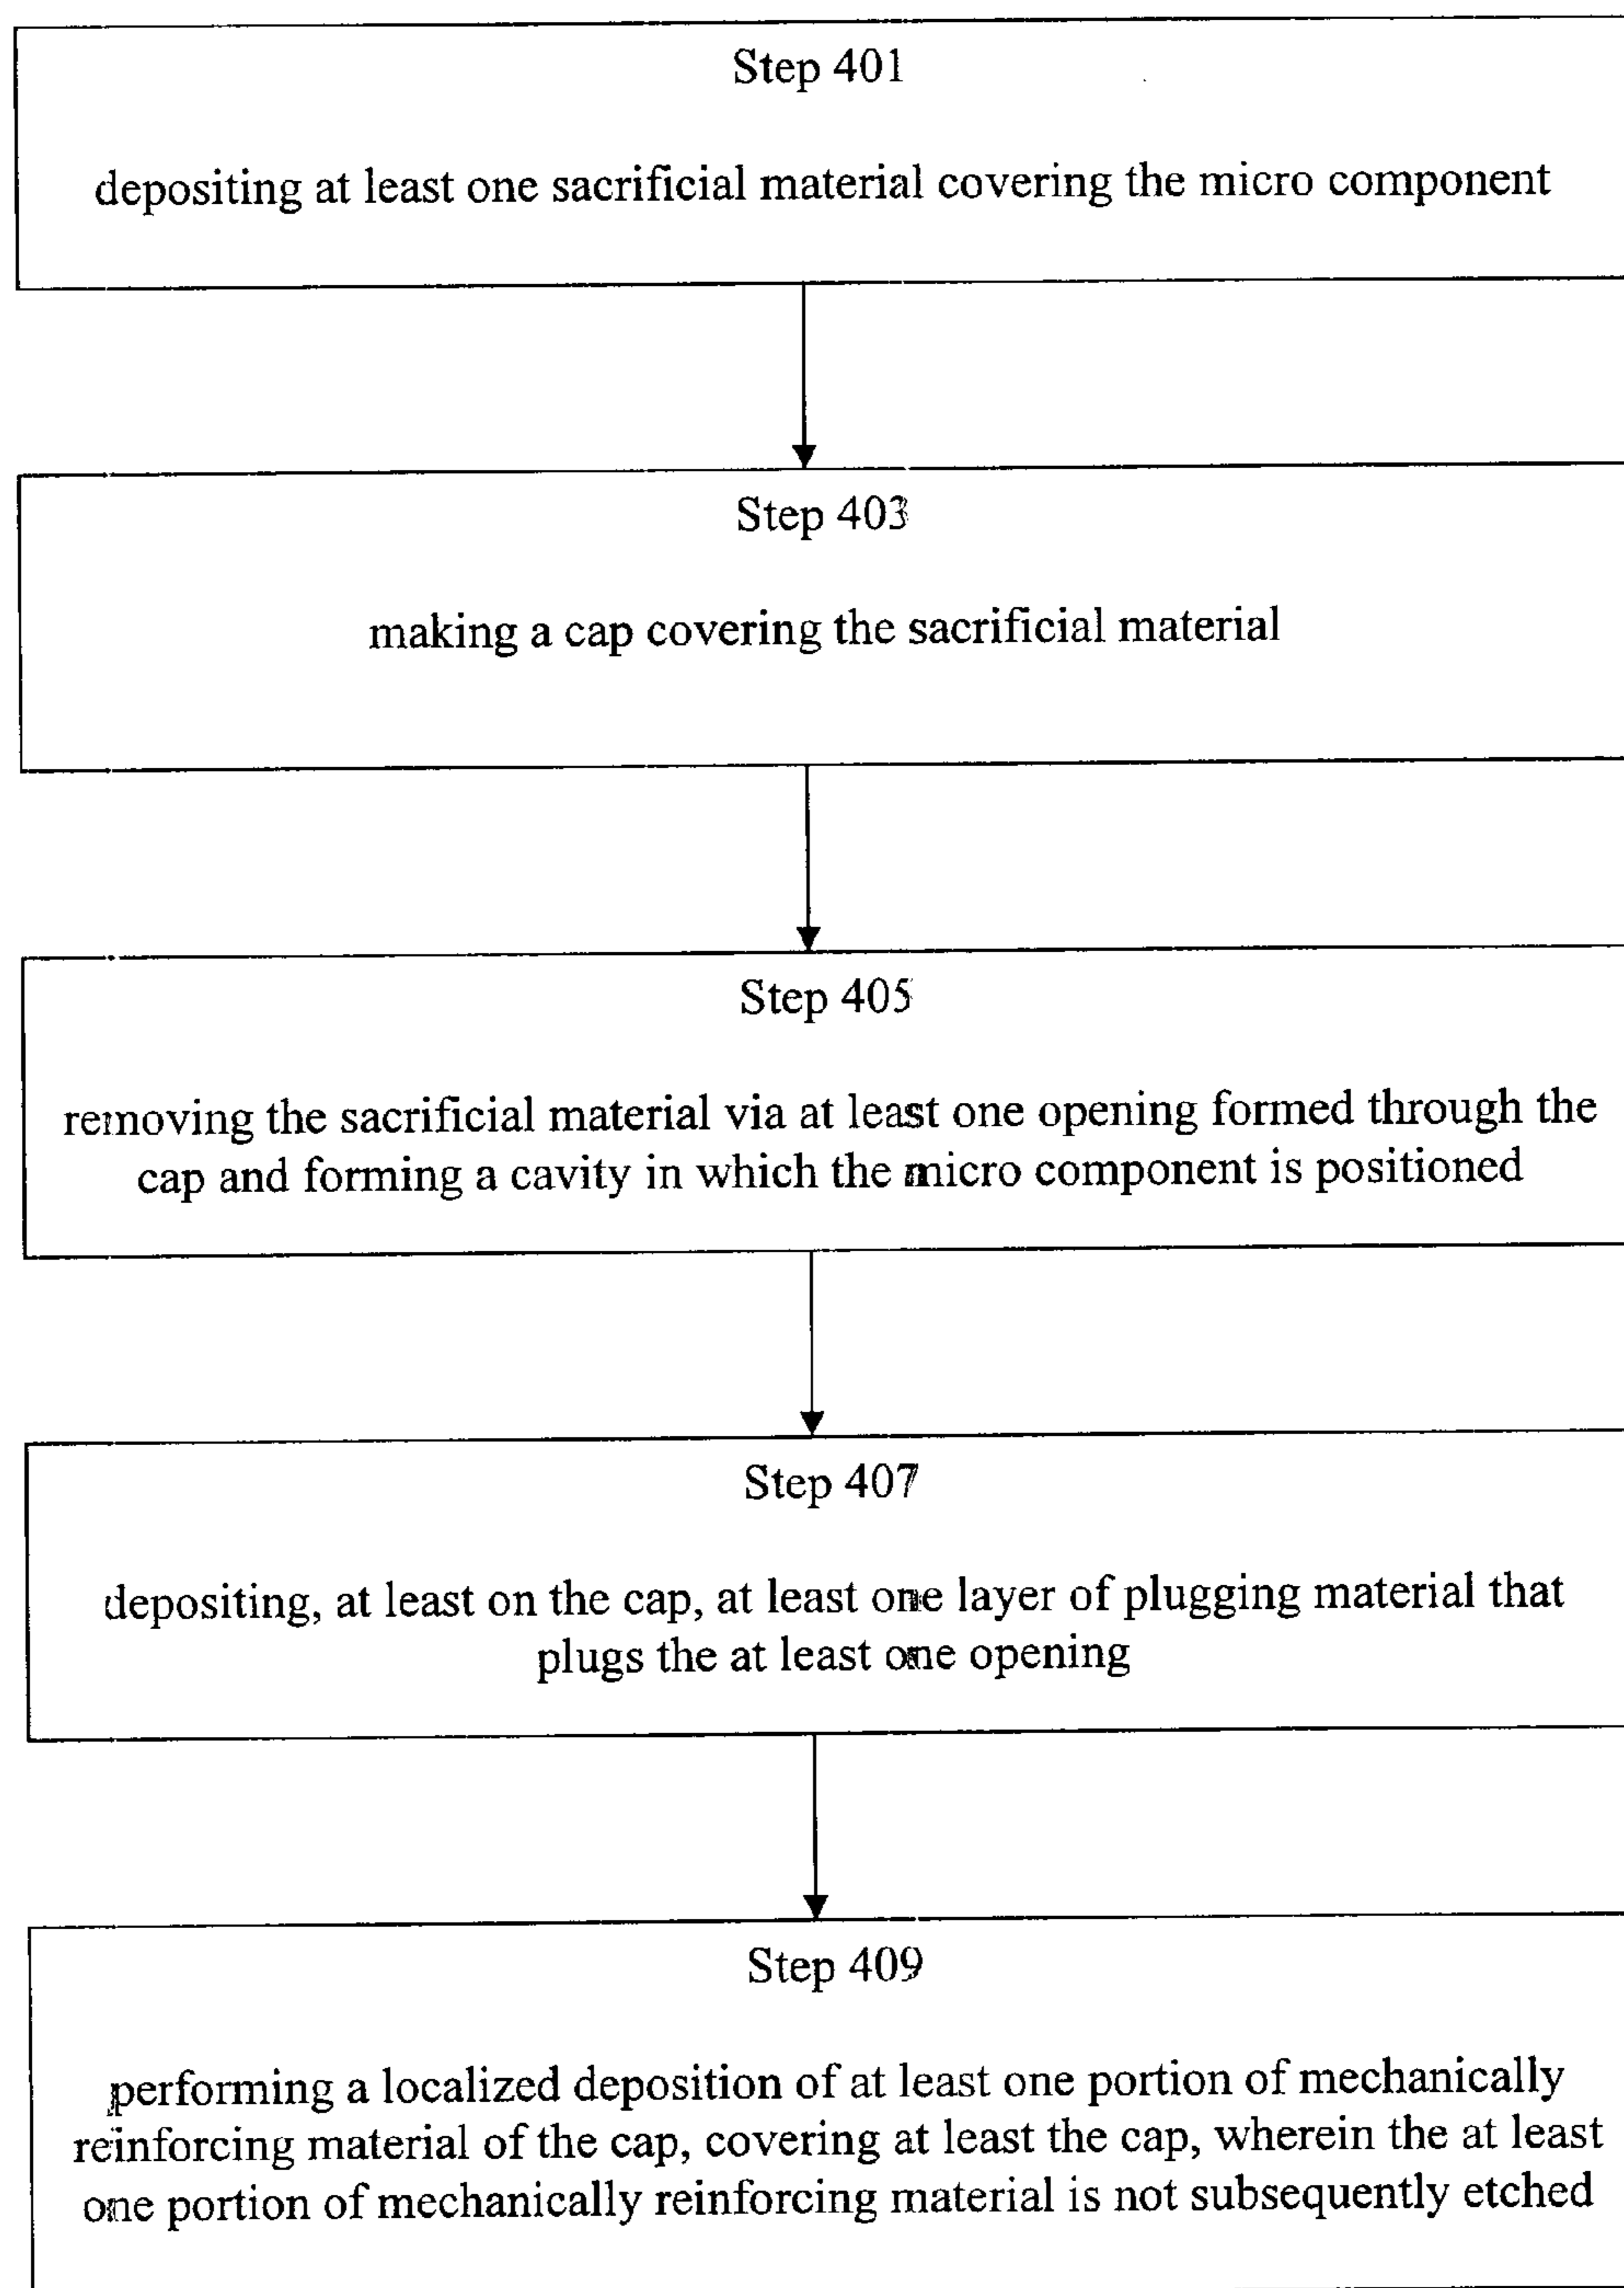 Step 401
depositing at least one sacrificial material covering the micro component
Step 403
making a cap covering the sacrificial material
Step 405
removing the sacrificial material via at least one opening formed through the
cap and forming a cavity in which the micro component is positioned
Step 407
depositing, at least on the cap, at least one layer of plugging material that
plugs the at least one opening
Step 409
performing a localized deposition of at least one portion of mechanically
reinforcing material of the cap, covering at least the cap, wherein the at least
one portion of mechanically reinforcing material is not subsequently etched